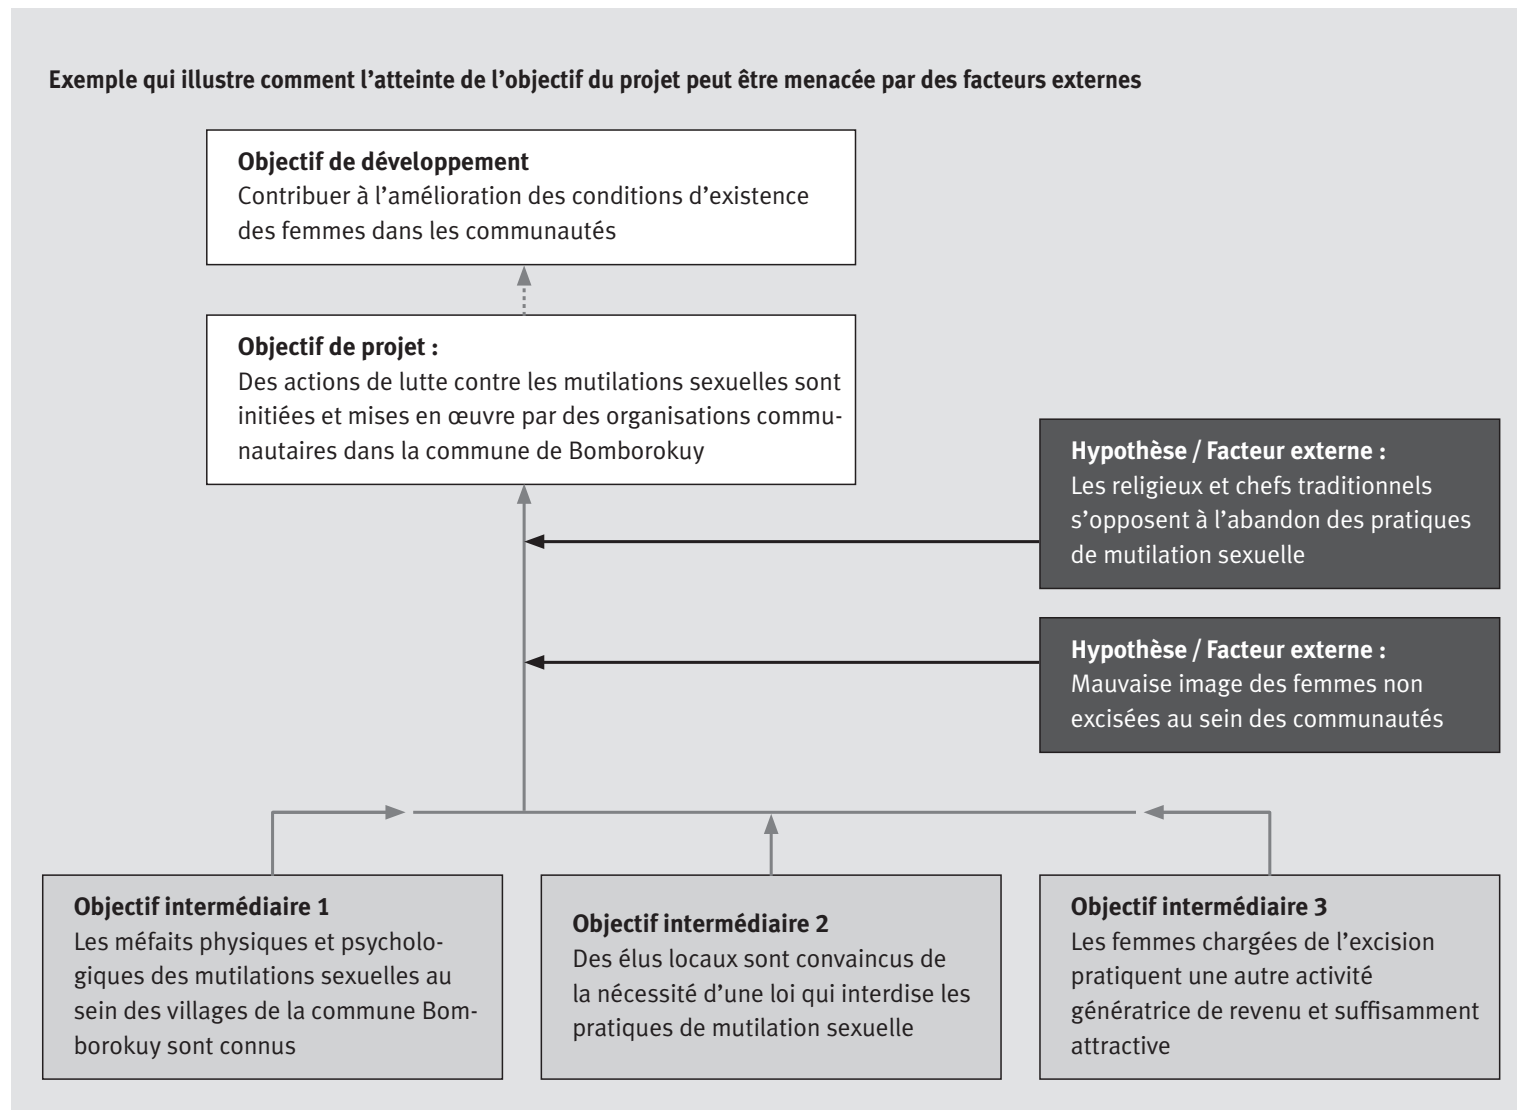 Exemple qui illustre comment l’atteinte de l’objectif du projet peut être menacée par des facteurs externes
Objectif de développement
Contribuer à l’amélioration des conditions d’existence
des femmes dans les communautés
Objectif de projet :
Des actions de lutte contre les mutilations sexuelles sont
initiées et mises en œuvre par des organisations commu-
nautaires dans la commune de Bomborokuy
Hypothèse / Facteur externe :
Les religieux et chefs traditionnels
s’opposent à l’abandon des pratiques
de mutilation sexuelle
Hypothèse / Facteur externe :
Mauvaise image des femmes non
excisées au sein des communautés
Objectif intermédiaire 1
Les méfaits physiques et psycholo-
giques des mutilations sexuelles au
sein des villages de la commune Bom-
borokuy sont connus
Objectif intermédiaire 2
Des élus locaux sont convaincus de
la nécessité d’une loi qui interdise les
pratiques de mutilation sexuelle
Objectif intermédiaire 3
Les femmes chargées de l’excision
pratiquent une autre activité
génératrice de revenu et suffisamment
attractive